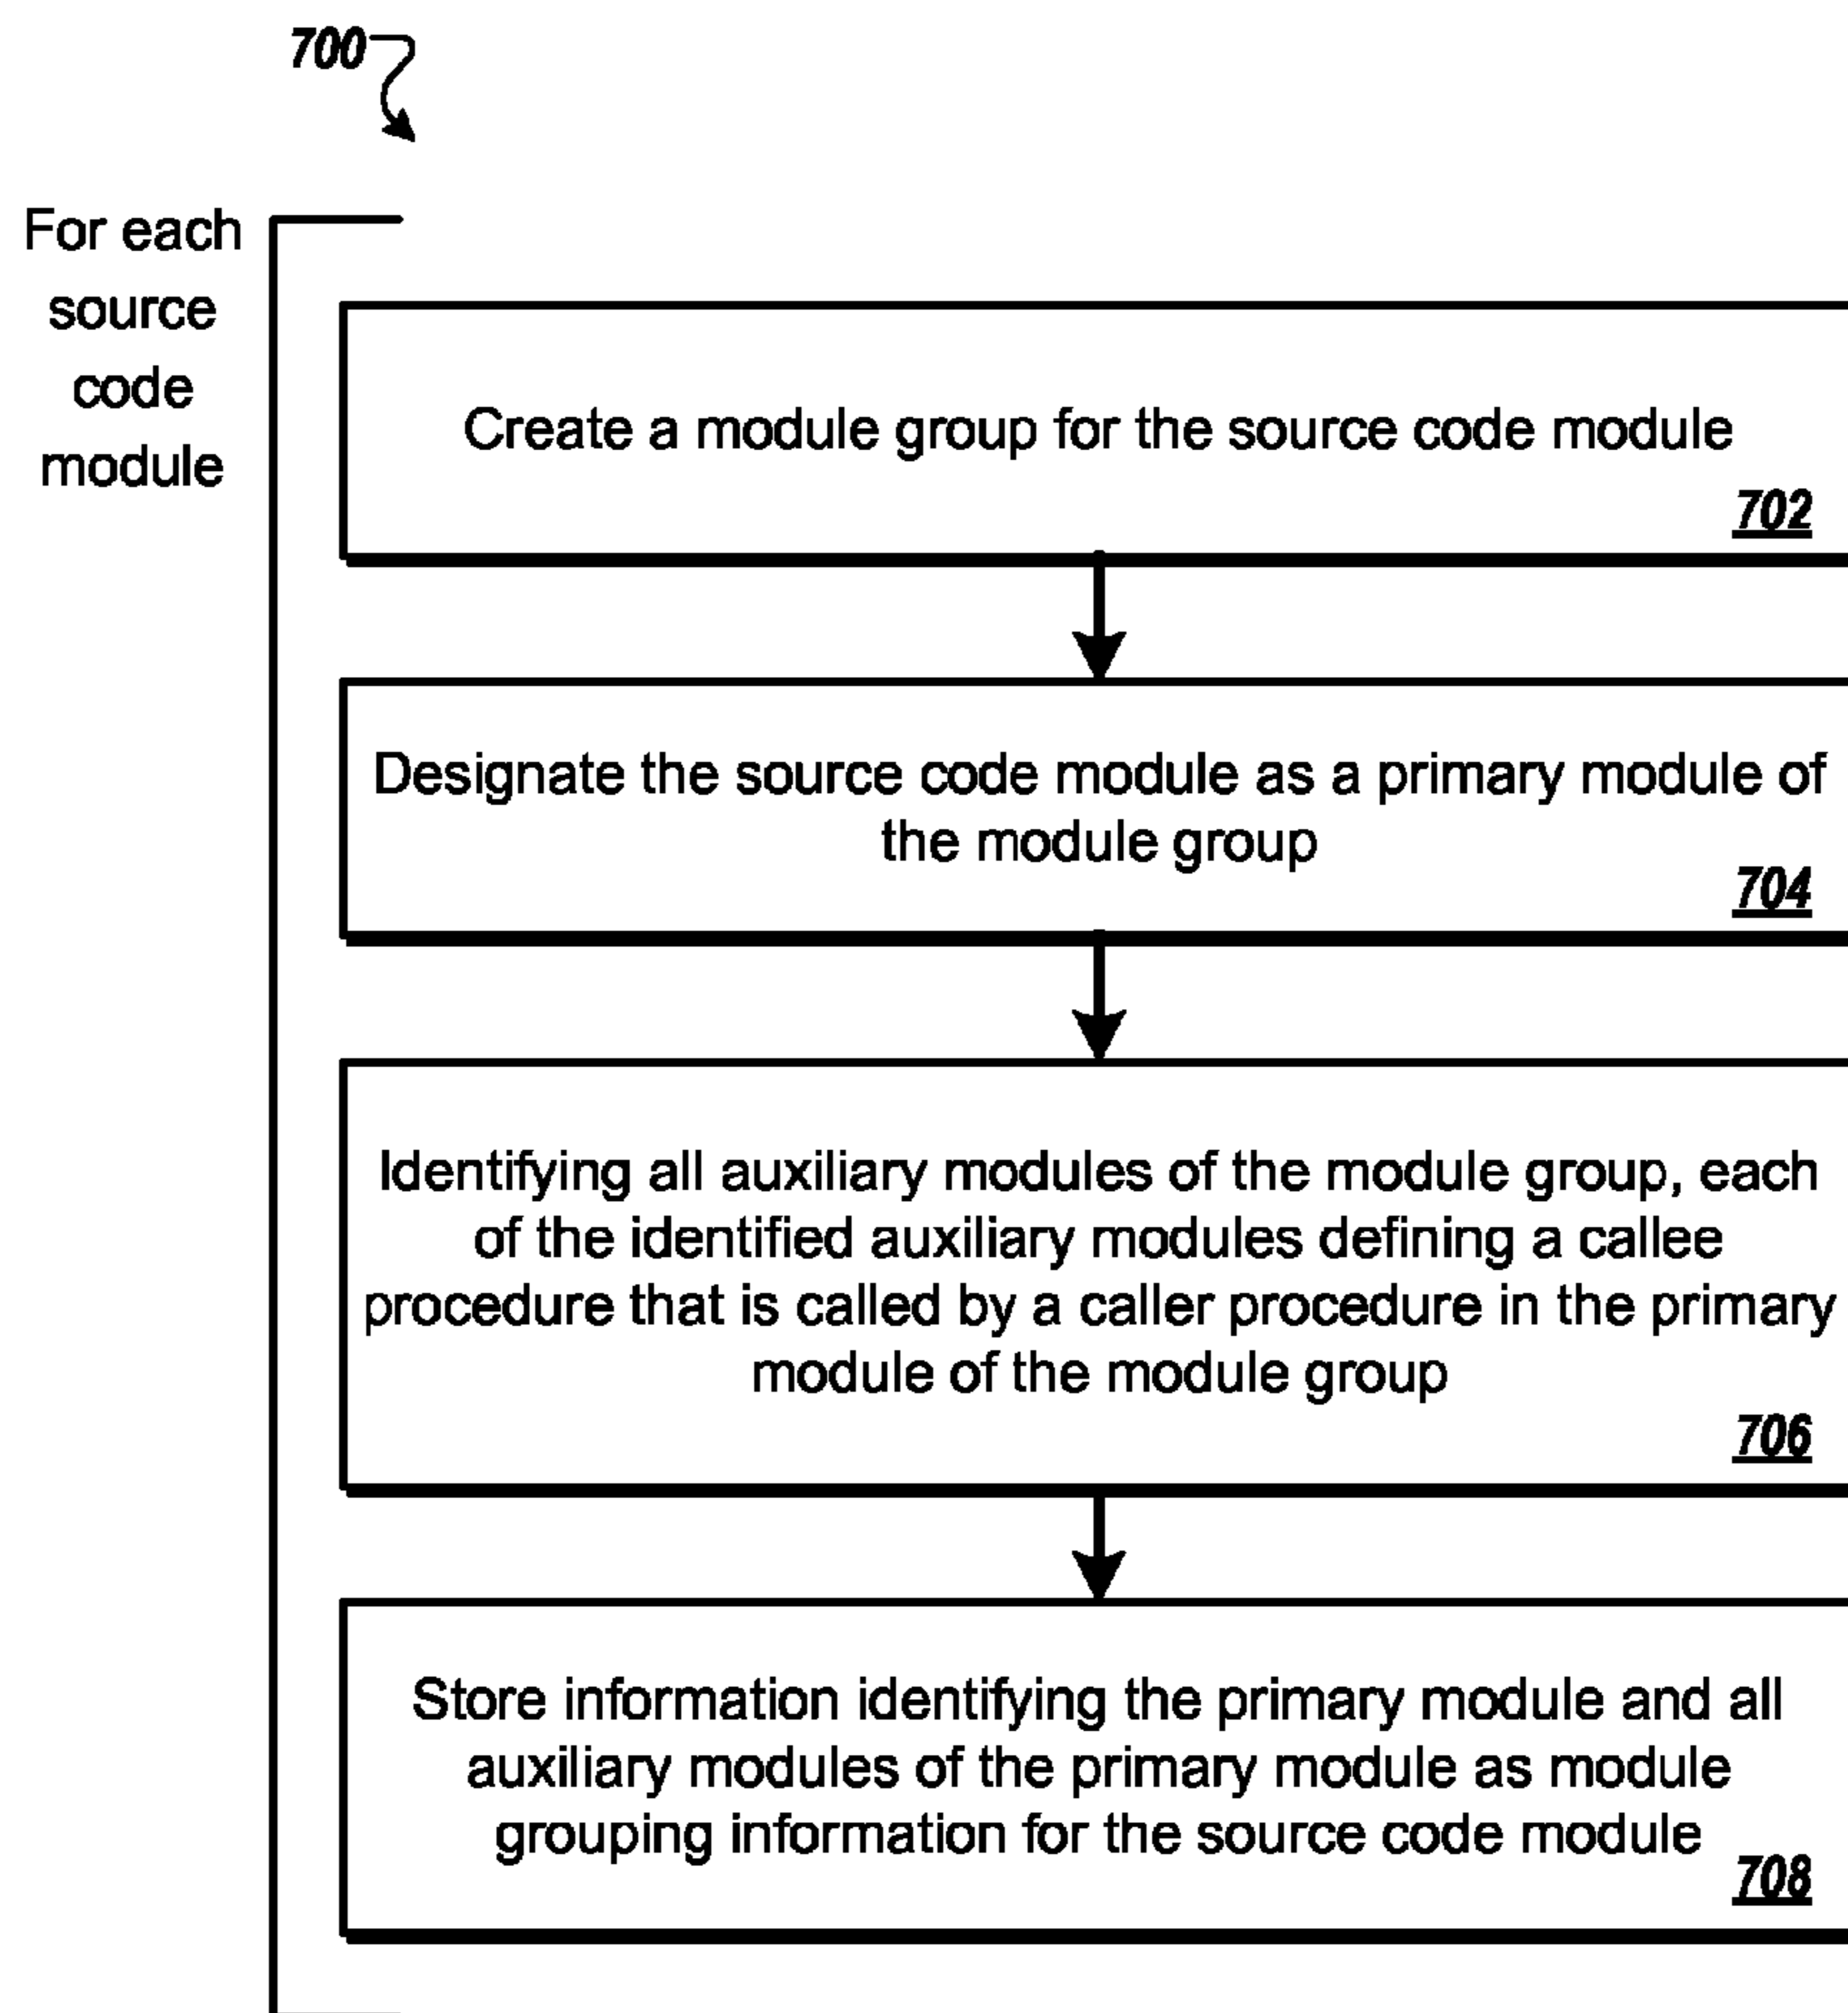 700
For each
source
code
module
Create a module group for the source code module
702
Designate the source code module as a primary module of
the module group
704
Identifying all auxiliary modules of the module group, each
of the identified auxiliary modules defining a callee
procedure that is called by a caller procedure in the primary
module of the module group
706
Store information identifying the primary module and all
auxiliary modules of the primary module as module
grouping information for the source code module
708